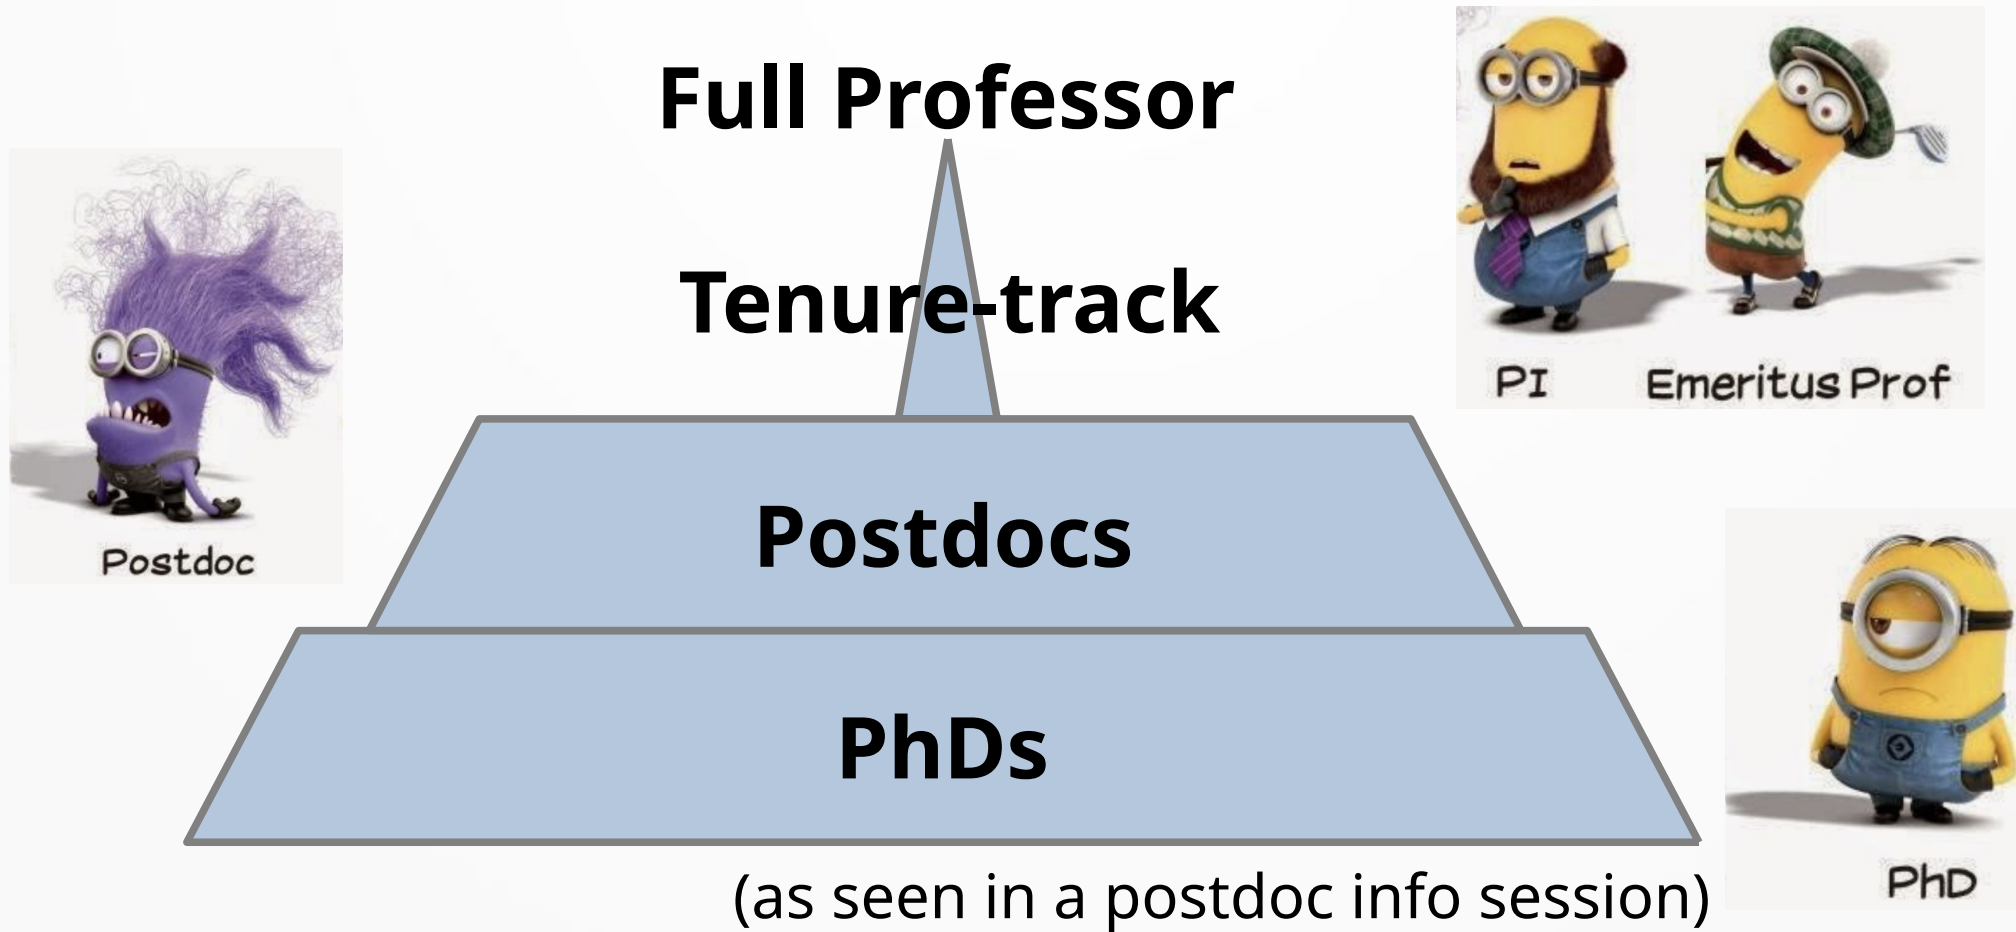 Full Professor
Tenure-track
Postdocs
PhDs
(as seen in a postdoc info session)
Postdoc
PI
Emeritus Prof
PhD